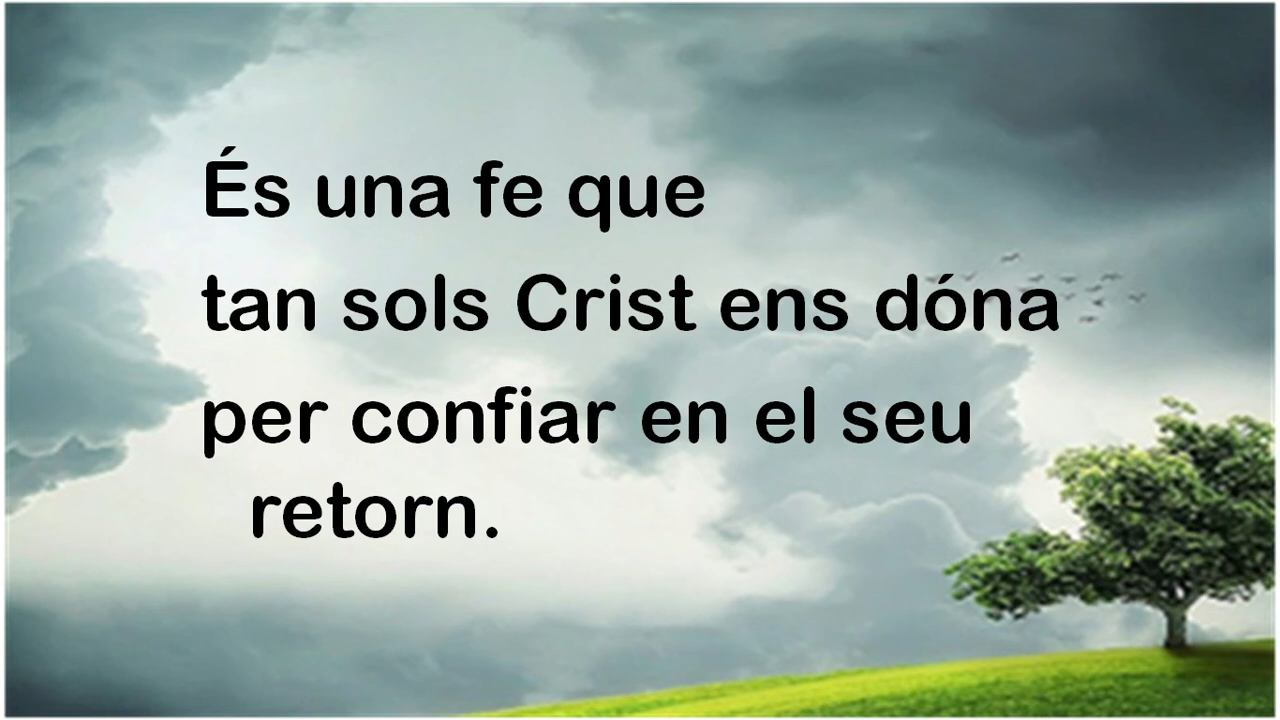 És una fe que
tan sols Crist ens dóna
per confiar en el seu
retorn.